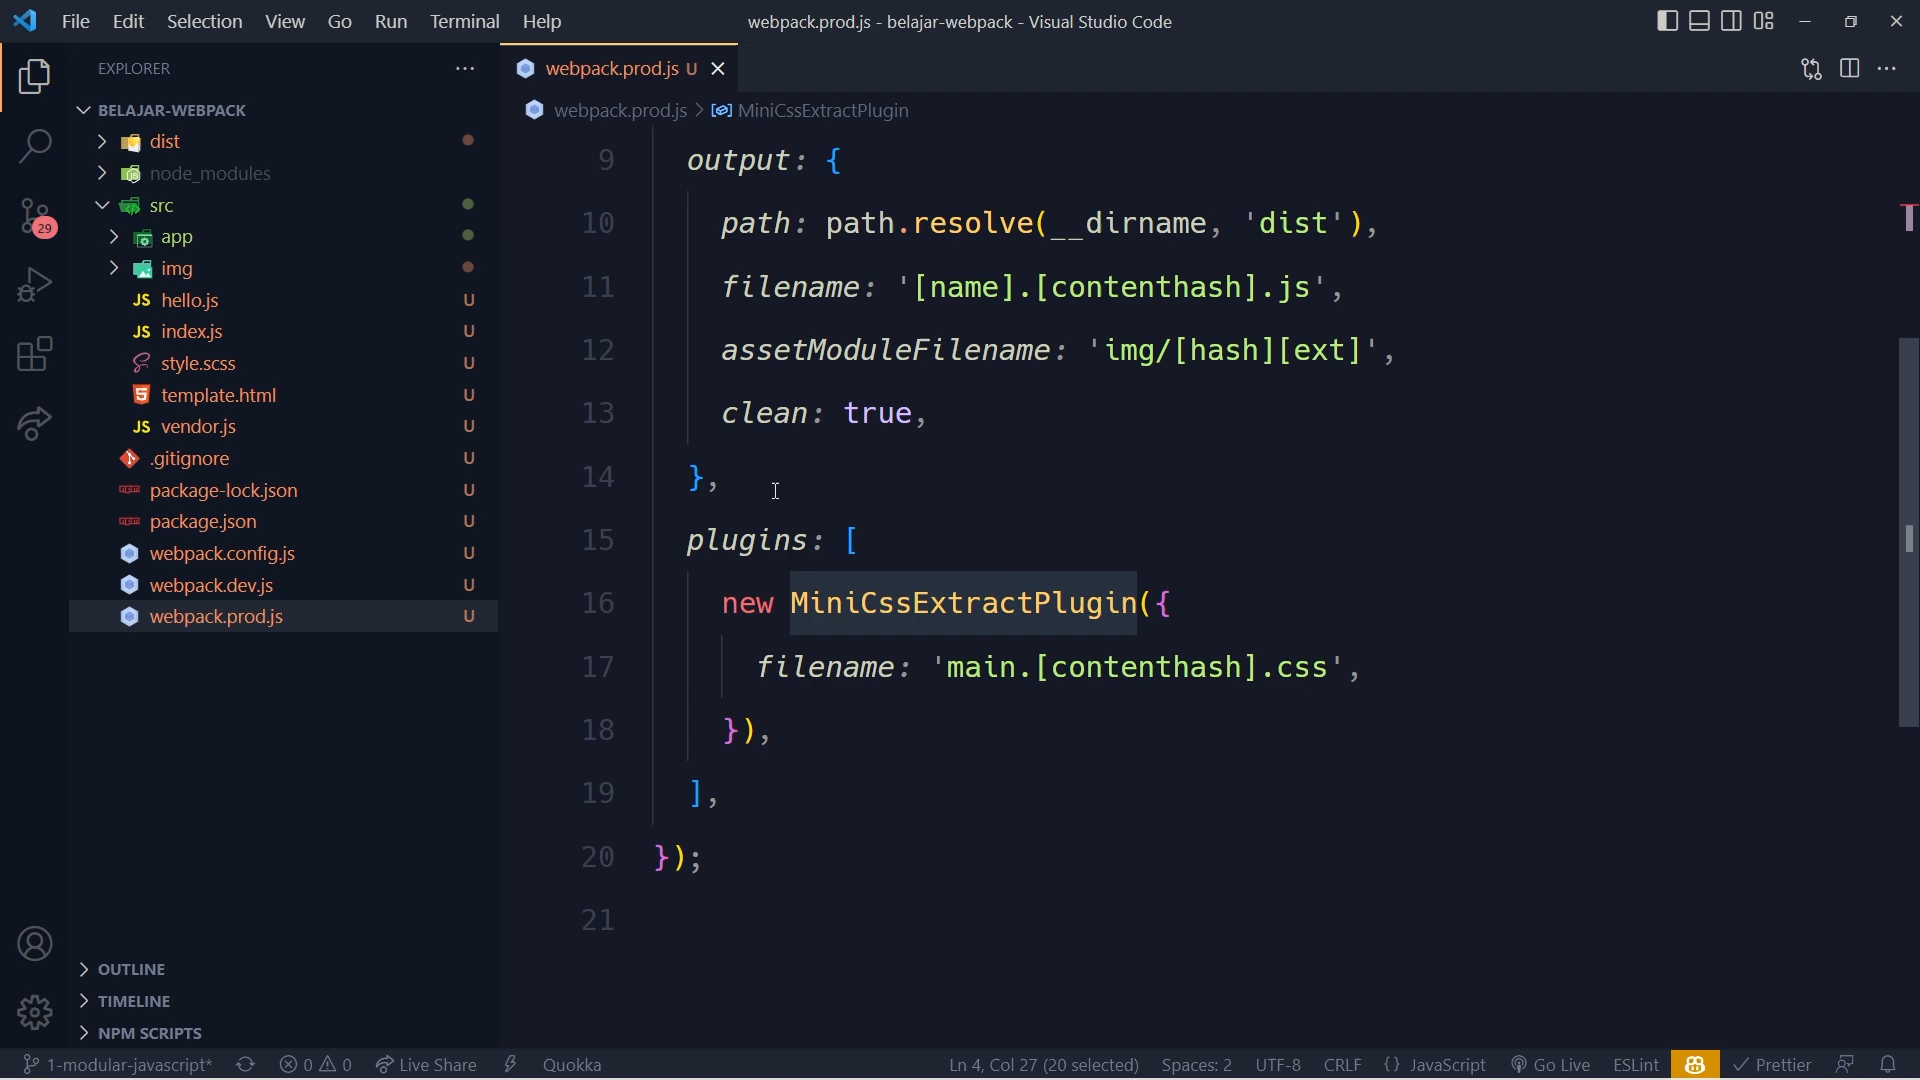 File Edit Selection View Go Run Terminal Help
webpack.prod.js - belajar-webpack - Visual Studio Code
EXPLORER
BELAJAR-WEBPACK
dist
node_modules
src
app
img
JS hello.js U
JS index.js U
style.scss U
5 template.html U
JS vendor.js U
.gitignore U
package-lock.json U
package.json U
webpack.config.js U
webpack.dev.js U
webpack.prod.js U
29
OUTLINE
TIMELINE
NPM SCRIPTS
webpack.prod.js U
webpack.prod.js > MiniCssExtractPlugin
9 output: {
10 path: path.resolve(__dirname, 'dist'),
11 filename: '[name].[contenthash].js',
12 assetModuleFilename: 'img/[hash][ext]',
13 clean: true,
14 },
15 plugins: [
16 new MiniCssExtractPlugin({
17 filename: 'main.[contenthash].css',
18 }),
19 ],
20 });
21
1-modular-javascript* 0 0 Live Share Quokka Ln 4, Col 27 (20 selected) Spaces: 2 UTF-8 CRLF {} JavaScript Go Live ESLint Prettier